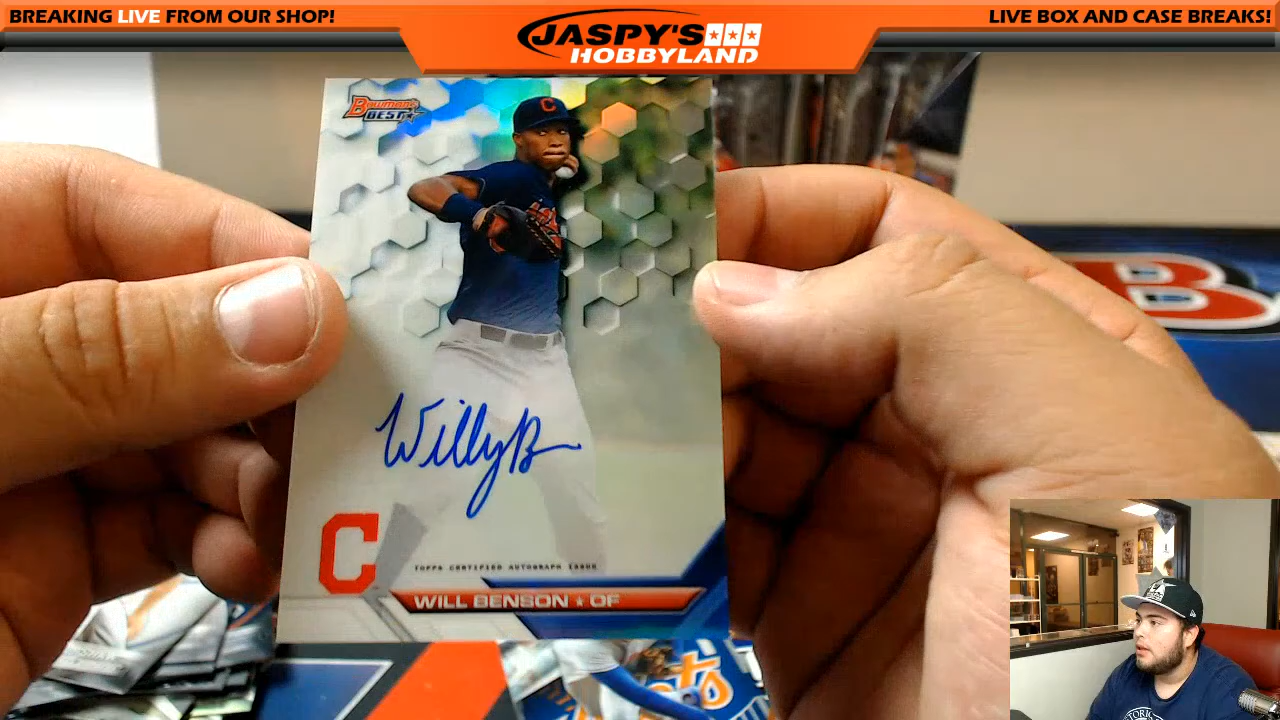 BREAKING LIVE FROM OUR SHOP!
JASPY'S
HOBBYLAND
LIVE BOX AND CASE BREAKS!
BOWMAN'S
BEST
C
B
WillyB
C
TOPPS CERTIFIED AUTOGRAPH ISSUE
WILL BENSON ★ OF